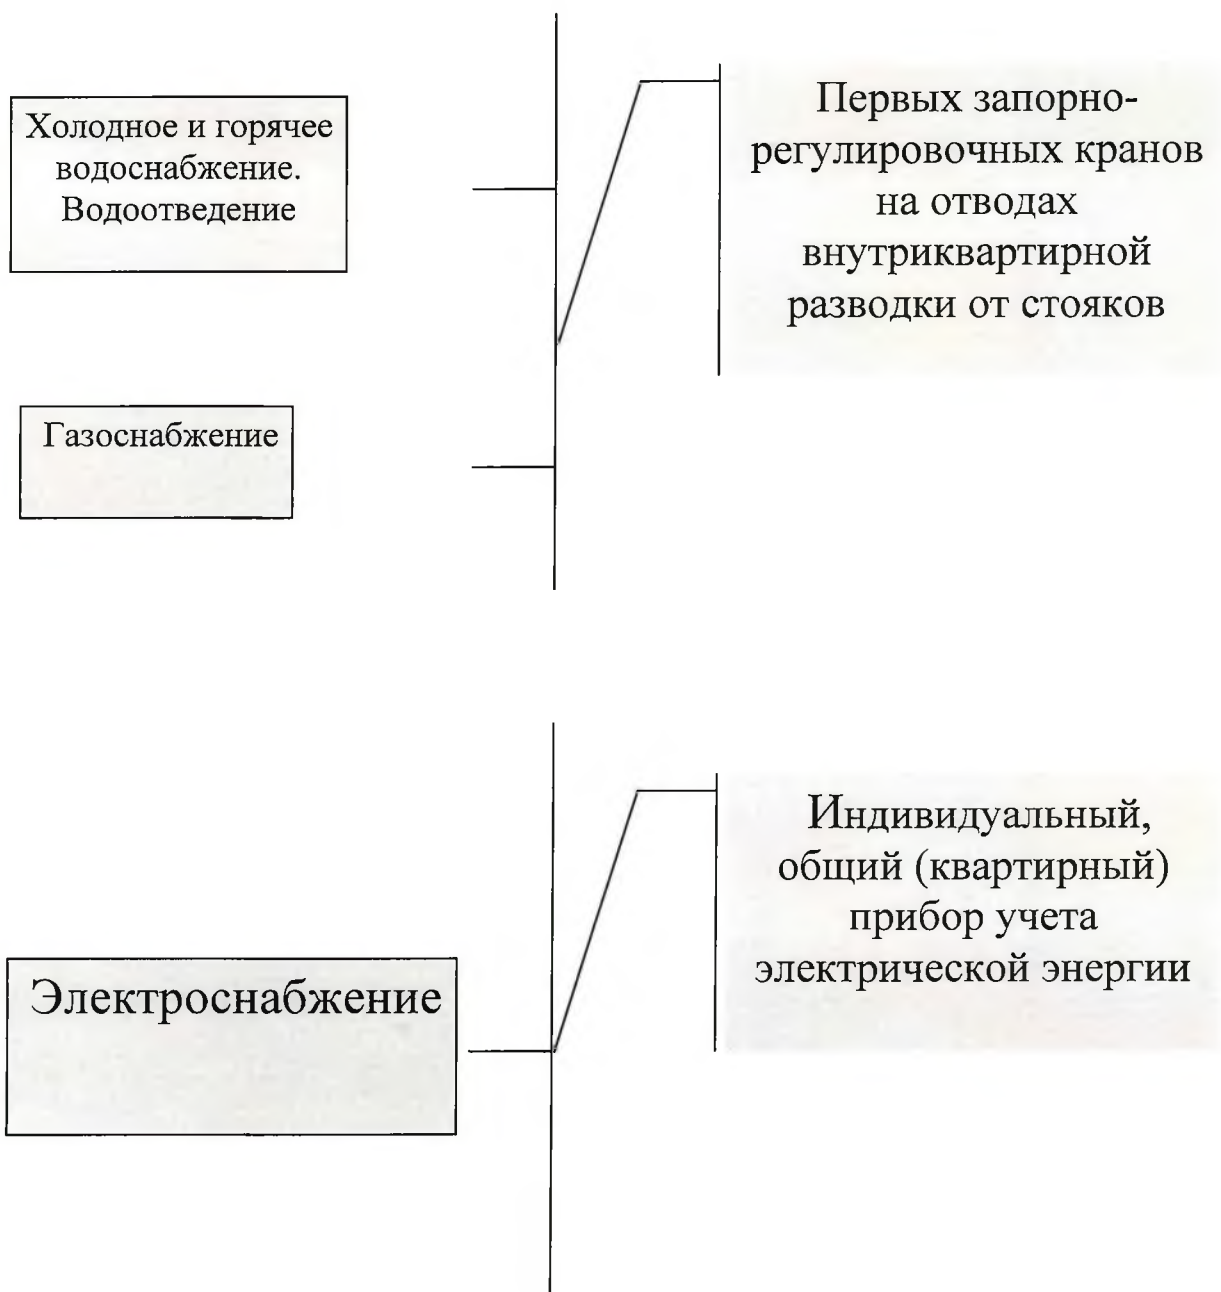 Холодное и горячее
водоснабжение.
Водоотведение
Первых запорно-
регулировочных кранов
на отводах
внутриквартирной
разводки от стояков
Газоснабжение
Индивидуальный,
общий (квартирный)
прибор учета
электрической энергии
Электроснабжение